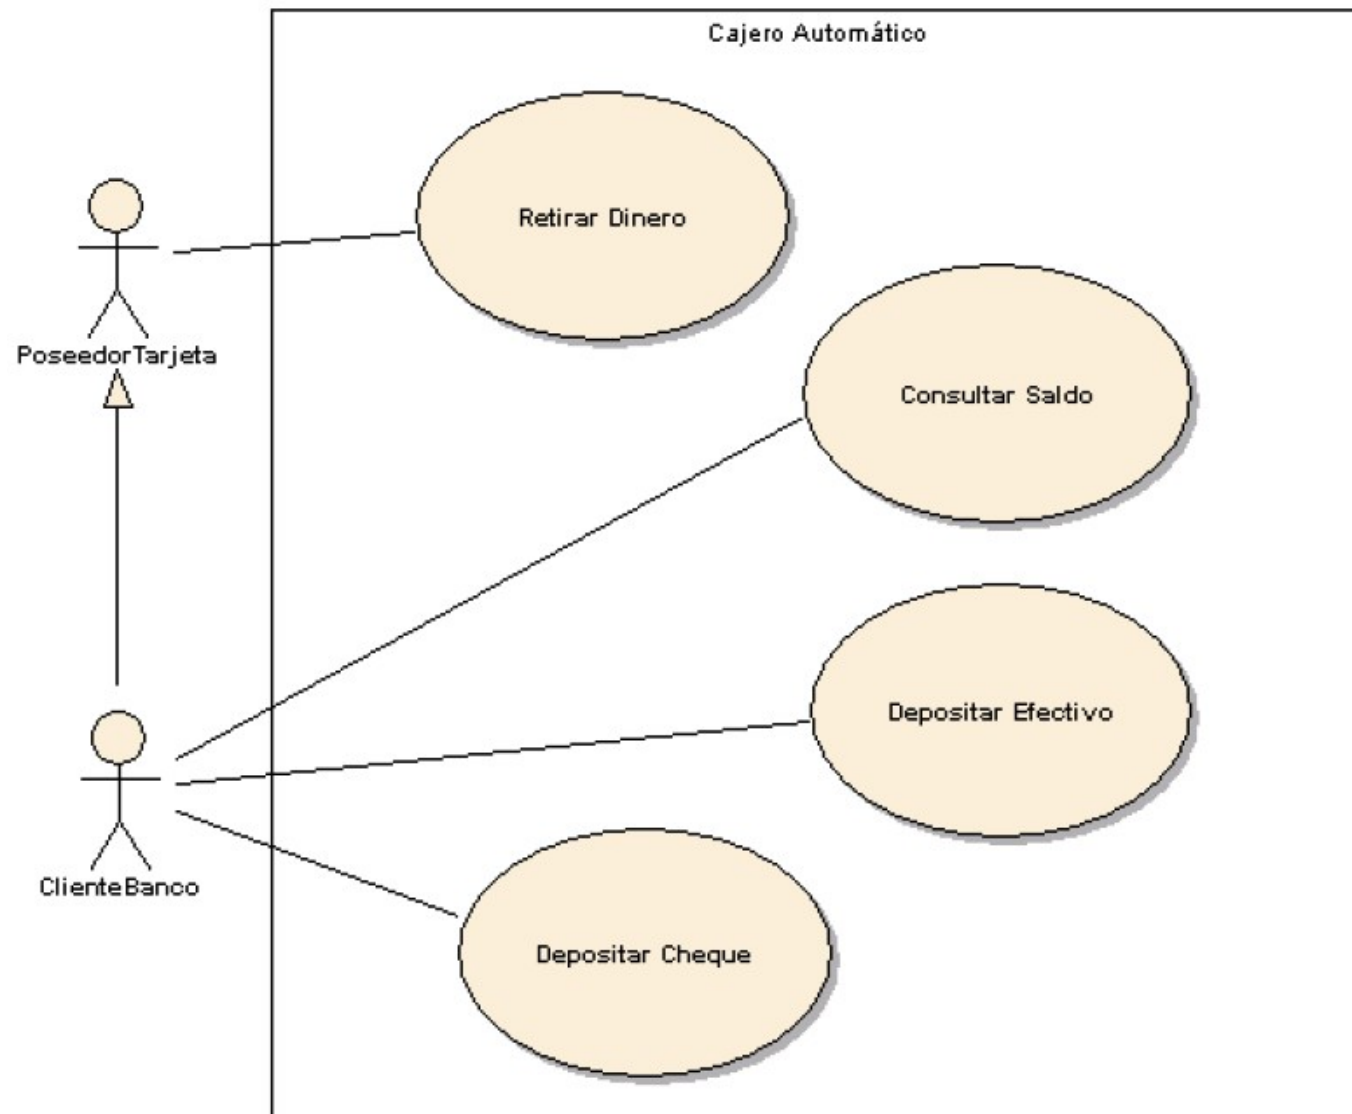 Cajero Automático
Retirar Dinero
PoseedorTarjeta
Consultar Saldo
Depositar Efectivo
ClienteBanco
Depositar Cheque